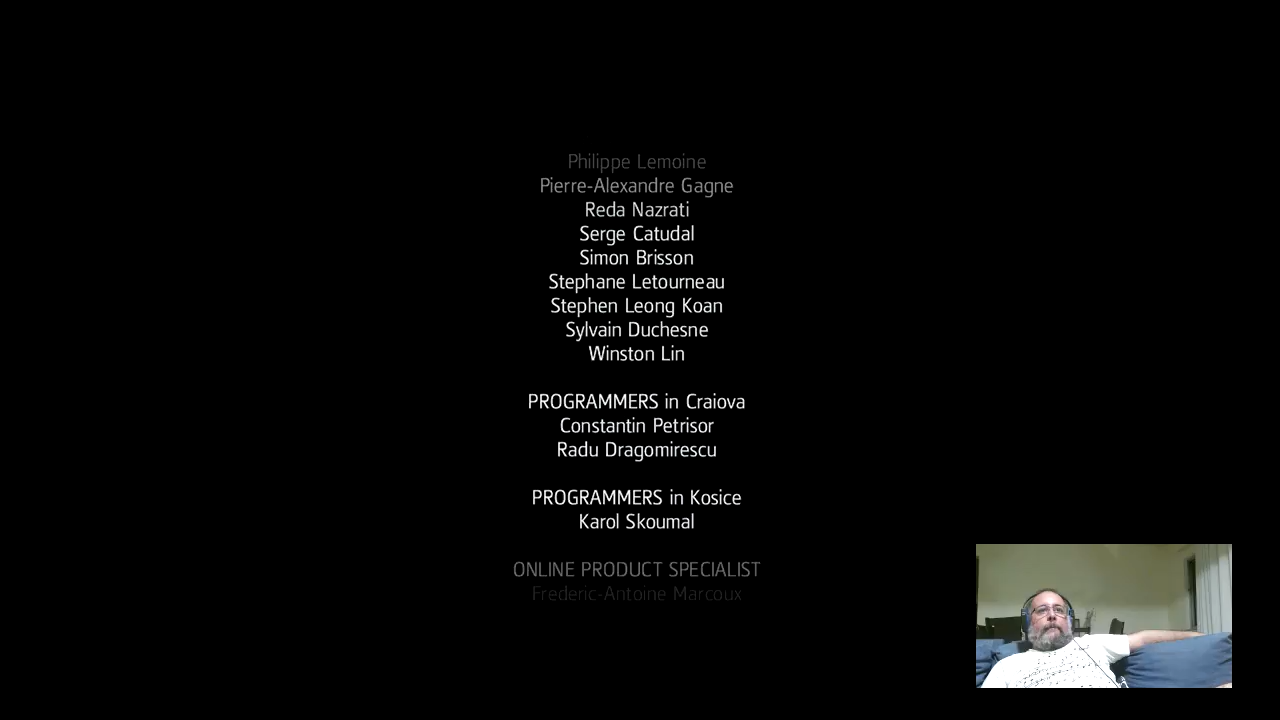 Philippe Lemoine
Pierre-Alexandre Gagne
Reda Nazrati
Serge Catudal
Simon Brisson
Stephane Letourneau
Stephen Leong Koan
Sylvain Duchesne
Winston Lin
PROGRAMMERS in Craiova
Constantin Petrisor
Radu Dragomirescu
PROGRAMMERS in Kosice
Karol Skoumal
ONLINE PRODUCT SPECIALIST
Frederic-Antoine Marcoux